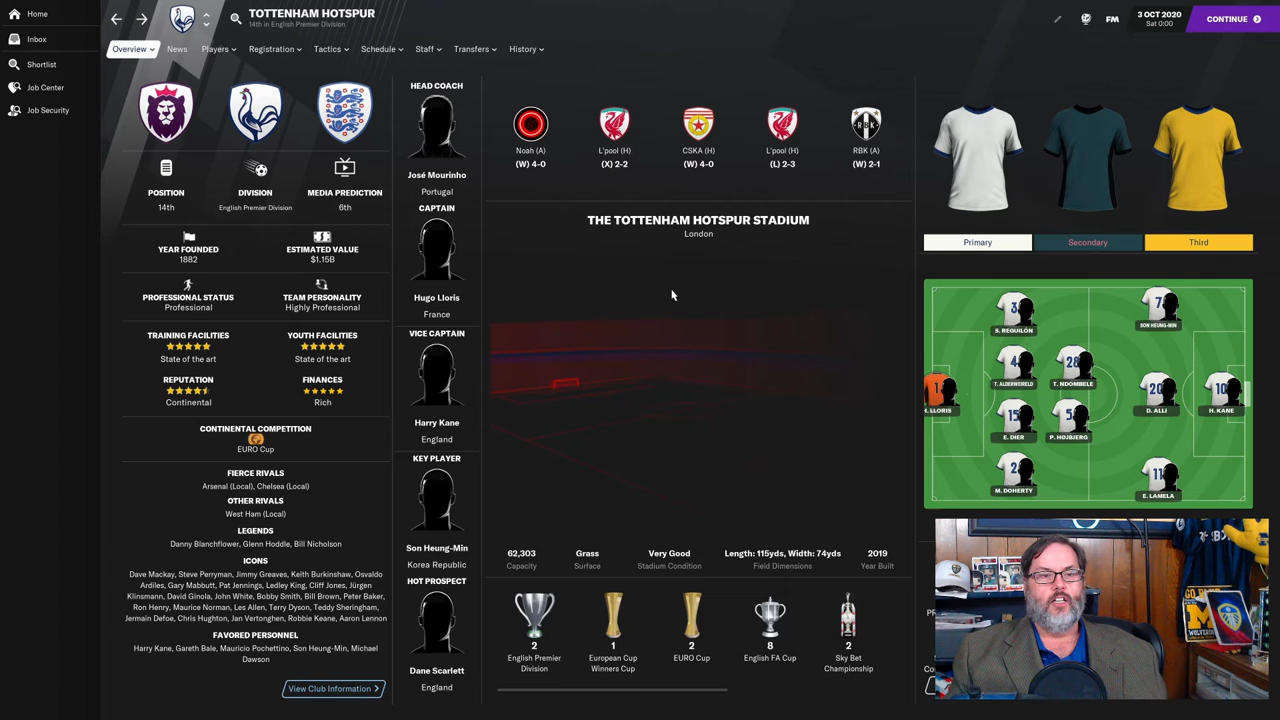 Home
Inbox
Shortlist
Job Center
Job Security
TOTTENHAM HOTSPUR
14th in English Premier Division
FM
3 OCT 2020
Sat 0:00
CONTINUE
Overview
News
Players
Registration
Tactics
Schedule
Staff
Transfers
History
POSITION
14th
DIVISION
English Premier Division
MEDIA PREDICTION
6th
YEAR FOUNDED
1882
ESTIMATED VALUE
$1.15B
PROFESSIONAL STATUS
Professional
TEAM PERSONALITY
Highly Professional
TRAINING FACILITIES
State of the art
YOUTH FACILITIES
State of the art
REPUTATION
Continental
FINANCES
Rich
CONTINENTAL COMPETITION
EURO Cup
FIERCE RIVALS
Arsenal (Local), Chelsea (Local)
OTHER RIVALS
West Ham (Local)
LEGENDS
Danny Blanchflower, Glenn Hoddle, Bill Nicholson
ICONS
Dave Mackay, Steve Perryman, Jimmy Greaves, Keith Burkinshaw, Osvaldo
Ardiles, Gary Mabbutt, Pat Jennings, Ledley King, Cliff Jones, Jürgen
Klinsmann, David Ginola, John White, Bobby Smith, Bill Brown, Peter Baker,
Ron Henry, Maurice Norman, Les Allen, Terry Dyson, Teddy Sheringham,
Jermain Defoe, Chris Hughton, Jan Vertonghen, Robbie Keane, Aaron Lennon
FAVORED PERSONNEL
Harry Kane, Gareth Bale, Mauricio Pochettino, Son Heung-Min, Michael
Dawson
View Club Information
HEAD COACH
José Mourinho
Portugal
CAPTAIN
Hugo Lloris
France
VICE CAPTAIN
Harry Kane
England
KEY PLAYER
Son Heung-Min
Korea Republic
HOT PROSPECT
Dane Scarlett
England
Noah (A)
(W) 4-0
L'pool (H)
(X) 2-2
CSKA (H)
(W) 4-0
L'pool (H)
(L) 2-3
RBK
RBK (A)
(W) 2-1
THE TOTTENHAM HOTSPUR STADIUM
London
62,303
Capacity
Grass
Surface
Very Good
Stadium Condition
Length: 115yds, Width: 74yds
Field Dimensions
2019
Year Built
2
English Premier
Division
1
European Cup
Winners Cup
2
EURO Cup
8
English FA Cup
2
Sky Bet
Championship
Primary
Secondary
Third
3
S. REGUILÓN
7
SON HEUNG-MIN
4
T. ALDERWEIRELD
28
T. NDOMBELE
1
H. LLORIS
20
D. ALLI
10
H. KANE
15
E. DIER
5
P. HØJBJERG
2
M. DOHERTY
11
E. LAMELA
M